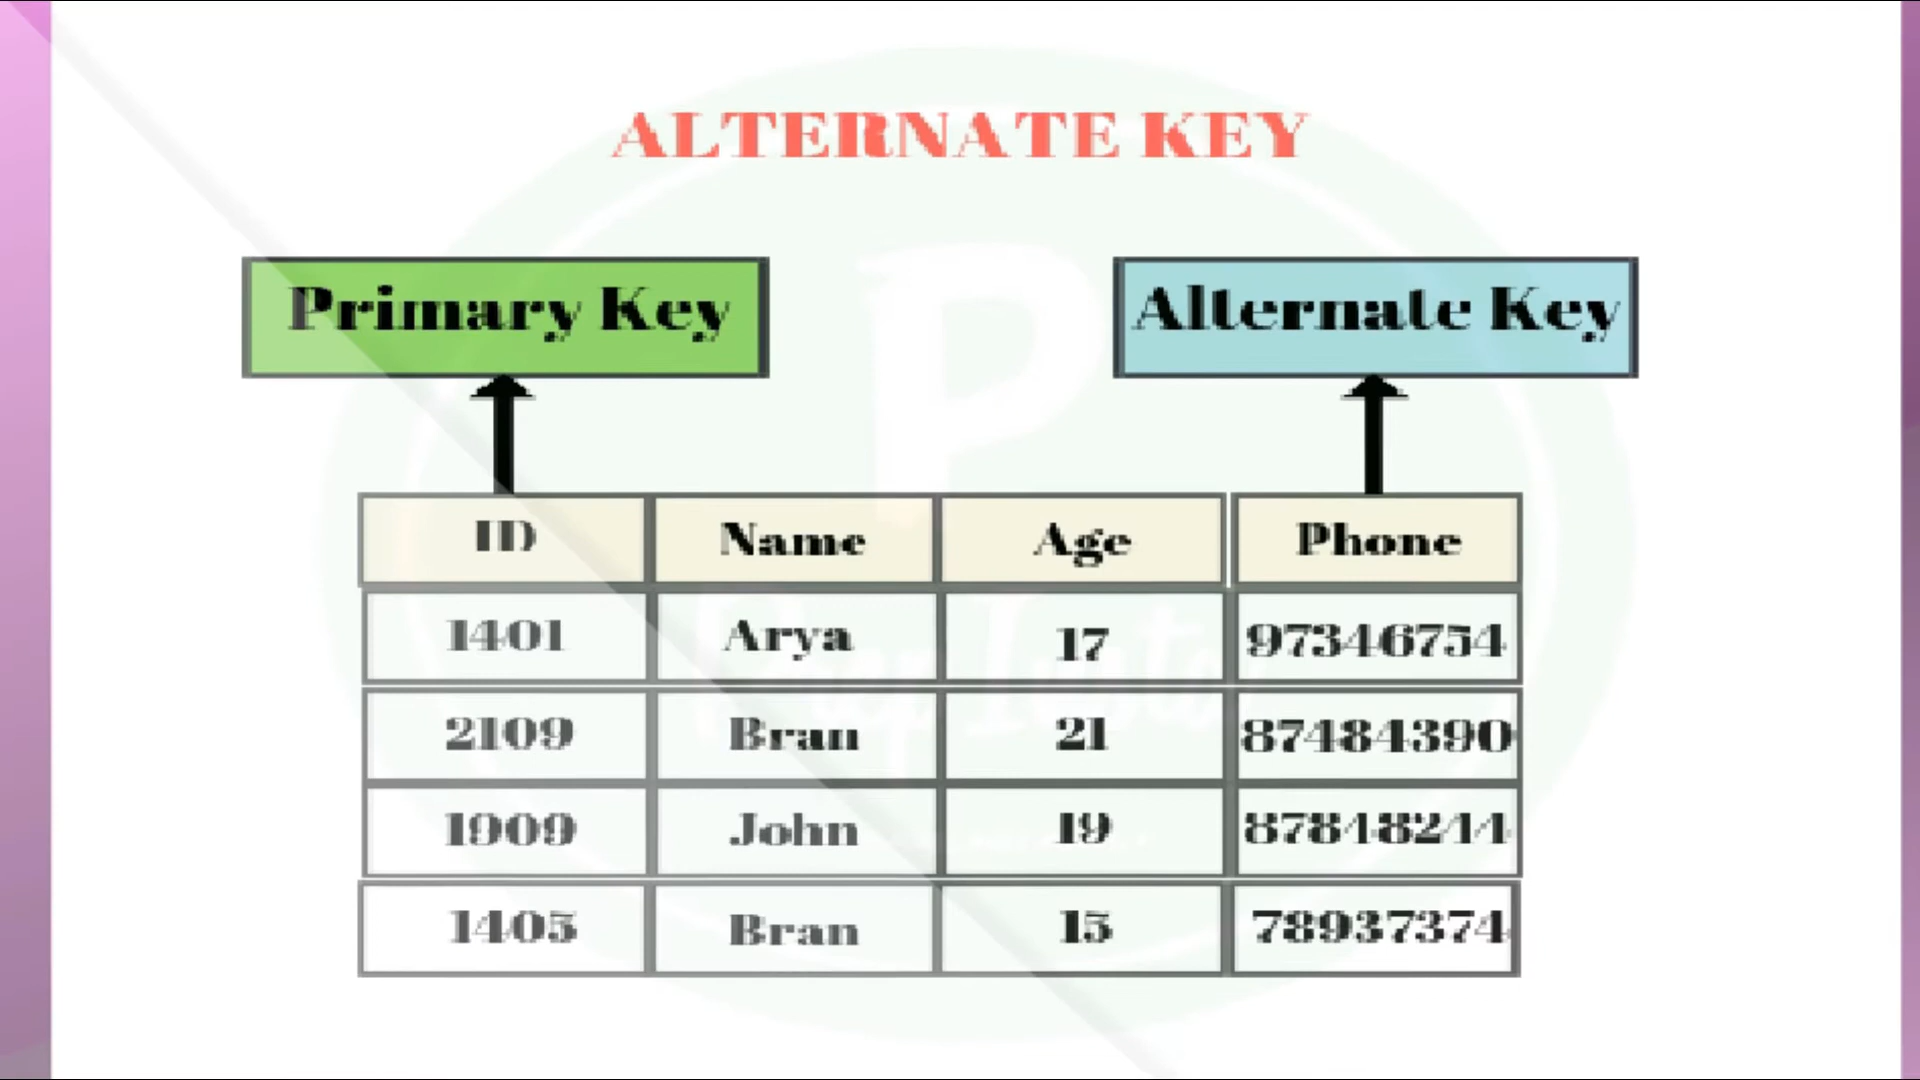 ALTERNATE KEY
Primary Key Alternate Key
ID Name Age Phone
1401 Arya 17 97346754
2109 Bran 21 87484390
1909 John 19 87848244
1405 Bran 15 78937374